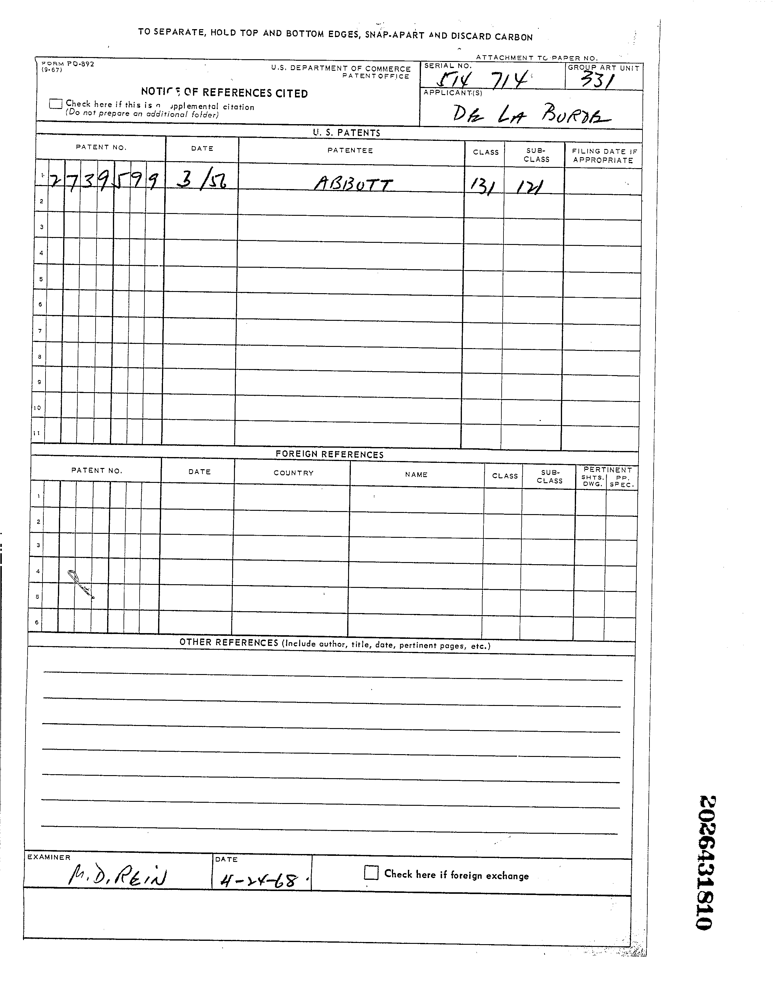 TO SEPARATE, HOLD TOP AND BOTTOM EDGES, SNAP-APART AND DISCARD CARBON
ATTACHMENT TO PAPER NO.
FORM PO-892
(9-67)
U.S. DEPARTMENT OF COMMERCE
PATENT OFFICE
SERIAL NO.
514 714
GROUP ART UNIT
331
NOTICE OF REFERENCES CITED
Check here if this is a supplemental citation
(Do not prepare an additional folder)
APPLICANT(S)
DE LA BURDE
U. S. PATENTS
PATENT NO. DATE PATENTEE CLASS SUB-CLASS FILING DATE IF APPROPRIATE
1 2739599 3/56 ABBOTT 131 121
2
3
4
5
6
7
8
9
10
11
FOREIGN REFERENCES
PATENT NO. DATE COUNTRY NAME CLASS SUB-CLASS PERTINENT SHTS. DWG. PP. SPEC.
1
2
3
4
5
6
OTHER REFERENCES (Include author, title, date, pertinent pages, etc.)
EXAMINER
M. D. REIN
DATE
4-24-68
Check here if foreign exchange
2026431810